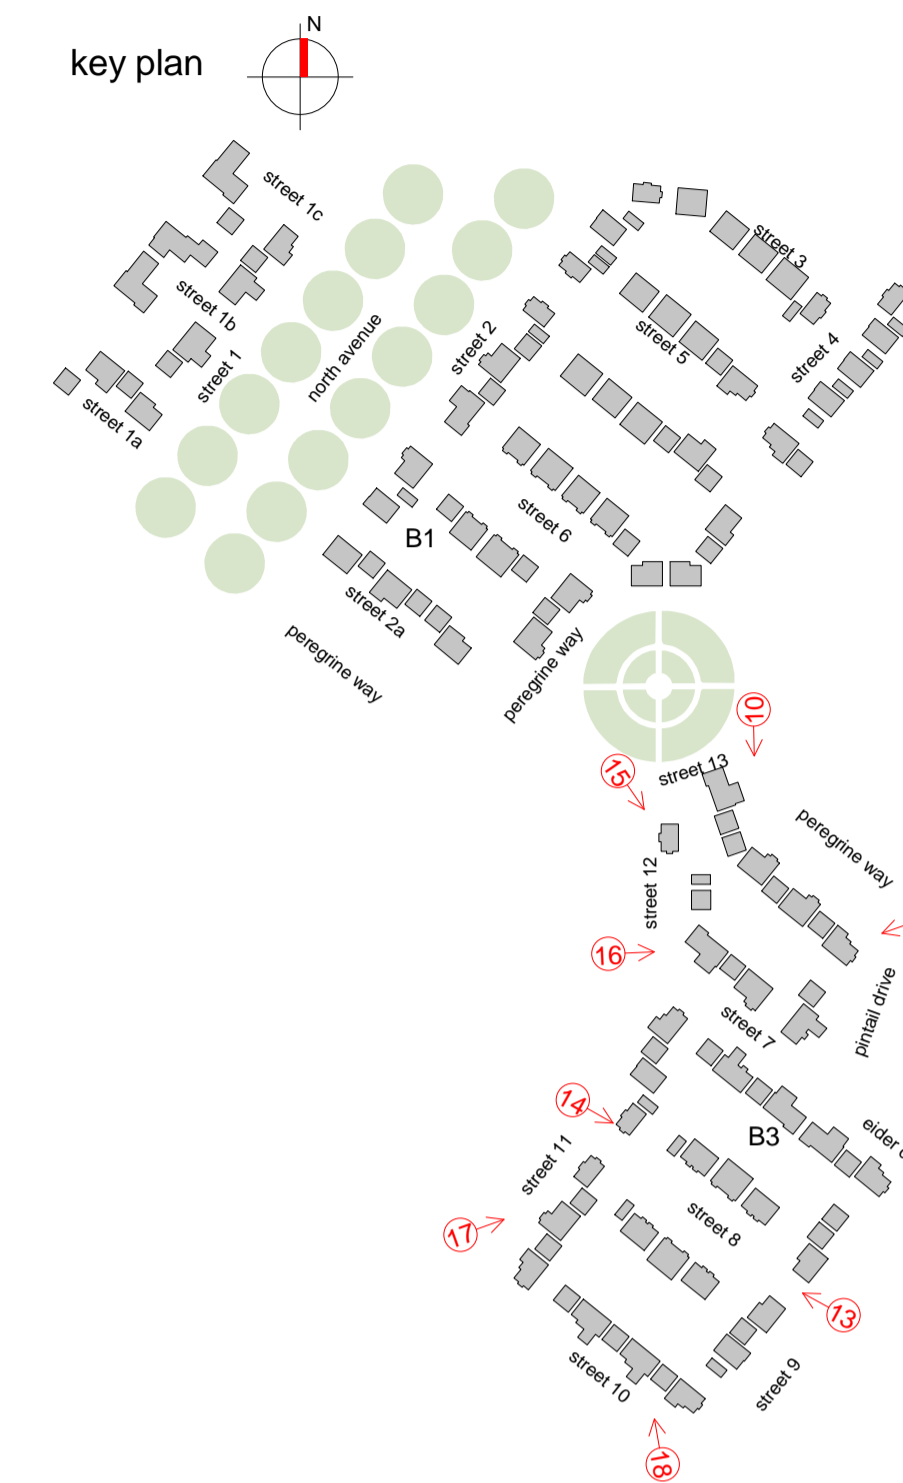 N
key plan
street 1c
street 3
street 1b
north avenue
street 2
street 5
street 4
street 1
street 1a
street 6
B1
street 2a
peregrine way
peregrine way
10
street 13
15
peregrine way
street 12
16
pintail drive
street 7
14
B3
eider
street 11
street 8
17
13
street 10
street 9
18